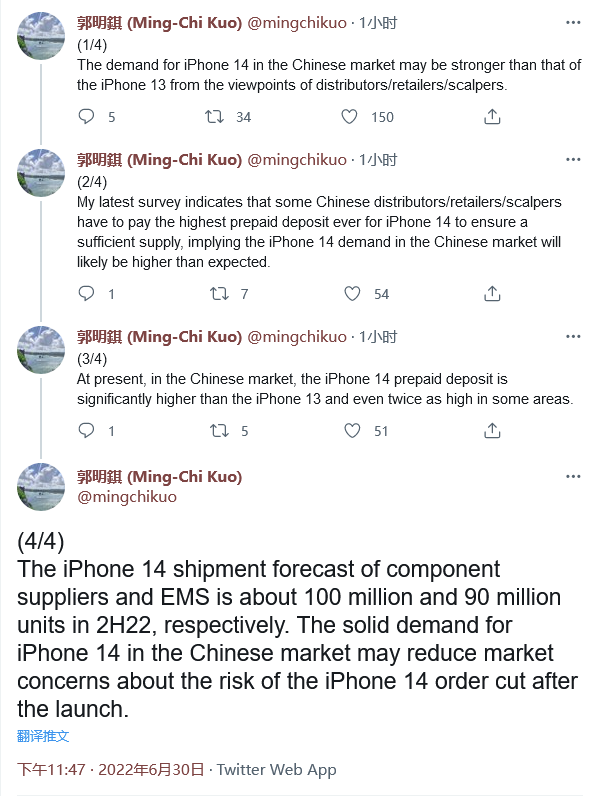 郭明錤 (Ming-Chi Kuo) @mingchikuo · 1小时
(1/4)
The demand for iPhone 14 in the Chinese market may be stronger than that of
the iPhone 13 from the viewpoints of distributors/retailers/scalpers.
5 34 150
郭明錤 (Ming-Chi Kuo) @mingchikuo · 1小时
(2/4)
My latest survey indicates that some Chinese distributors/retailers/scalpers
have to pay the highest prepaid deposit ever for iPhone 14 to ensure a
sufficient supply, implying the iPhone 14 demand in the Chinese market will
likely be higher than expected.
1 7 54
郭明錤 (Ming-Chi Kuo) @mingchikuo · 1小时
(3/4)
At present, in the Chinese market, the iPhone 14 prepaid deposit is
significantly higher than the iPhone 13 and even twice as high in some areas.
1 5 51
郭明錤 (Ming-Chi Kuo)
@mingchikuo
(4/4)
The iPhone 14 shipment forecast of component
suppliers and EMS is about 100 million and 90 million
units in 2H22, respectively. The solid demand for
iPhone 14 in the Chinese market may reduce market
concerns about the risk of the iPhone 14 order cut after
the launch.
翻译推文
下午11:47 · 2022年6月30日 · Twitter Web App